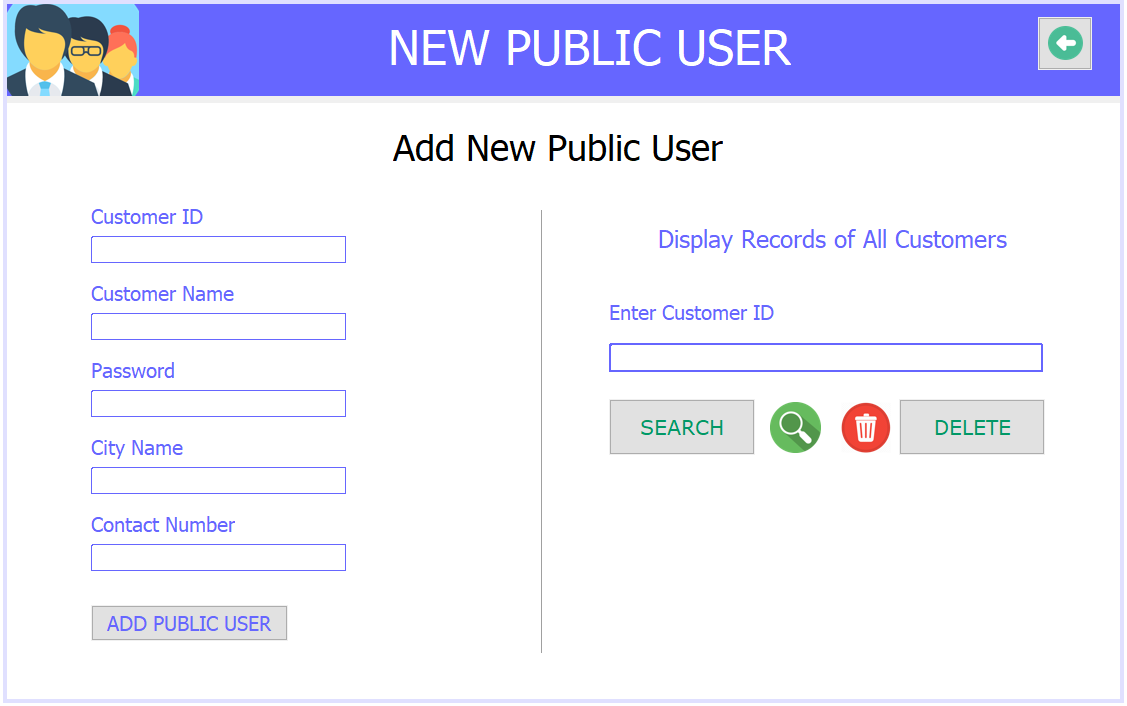 NEW PUBLIC USER
Add New Public User
Customer ID
Customer Name
Password
City Name
Contact Number
ADD PUBLIC USER
Display Records of All Customers
Enter Customer ID
SEARCH
DELETE